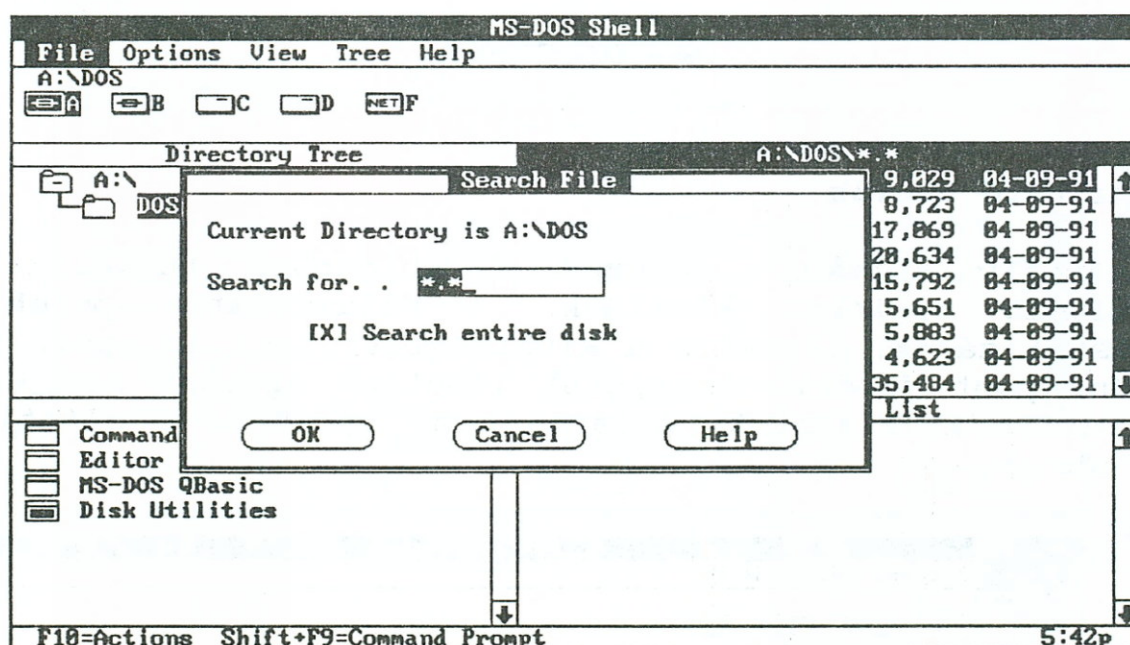 MS-DOS Shell
File Options View Tree Help
A:\DOS
A B C D NET F
Directory Tree A:\DOS\*.*
A:\ Search File 9,029 04-09-91
DOS 8,723 04-09-91
Current Directory is A:\DOS 17,069 04-09-91
20,634 04-09-91
Search for. . *.*_ 15,792 04-09-91
5,651 04-09-91
[X] Search entire disk 5,883 04-09-91
4,623 04-09-91
35,484 04-09-91
List
Command OK Cancel Help
Editor
MS-DOS QBasic
Disk Utilities
F10=Actions Shift+F9=Command Prompt 5:42p